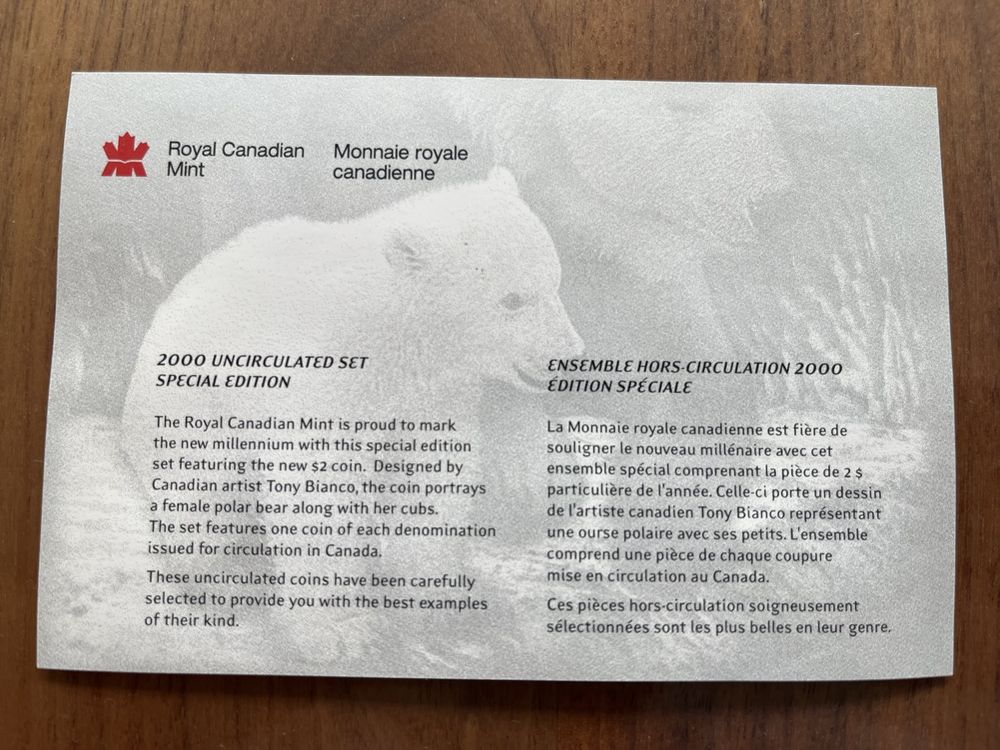 Royal Canadian
Mint
Monnaie royale
canadienne
2000 UNCIRCULATED SET
SPECIAL EDITION
The Royal Canadian Mint is proud to mark
the new millennium with this special edition
set featuring the new $2 coin. Designed by
Canadian artist Tony Bianco, the coin portrays
a female polar bear along with her cubs.
The set features one coin of each denomination
issued for circulation in Canada.
These uncirculated coins have been carefully
selected to provide you with the best examples
of their kind.
ENSEMBLE HORS-CIRCULATION 2000
ÉDITION SPÉCIALE
La Monnaie royale canadienne est fière de
souligner le nouveau millénaire avec cet
ensemble spécial comprenant la pièce de 2 $
particulière de l'année. Celle-ci porte un dessin
de l'artiste canadien Tony Bianco représentant
une ourse polaire avec ses petits. L'ensemble
comprend une pièce de chaque coupure
mise en circulation au Canada.
Ces pièces hors-circulation soigneusement
sélectionnées sont les plus belles en leur genre.